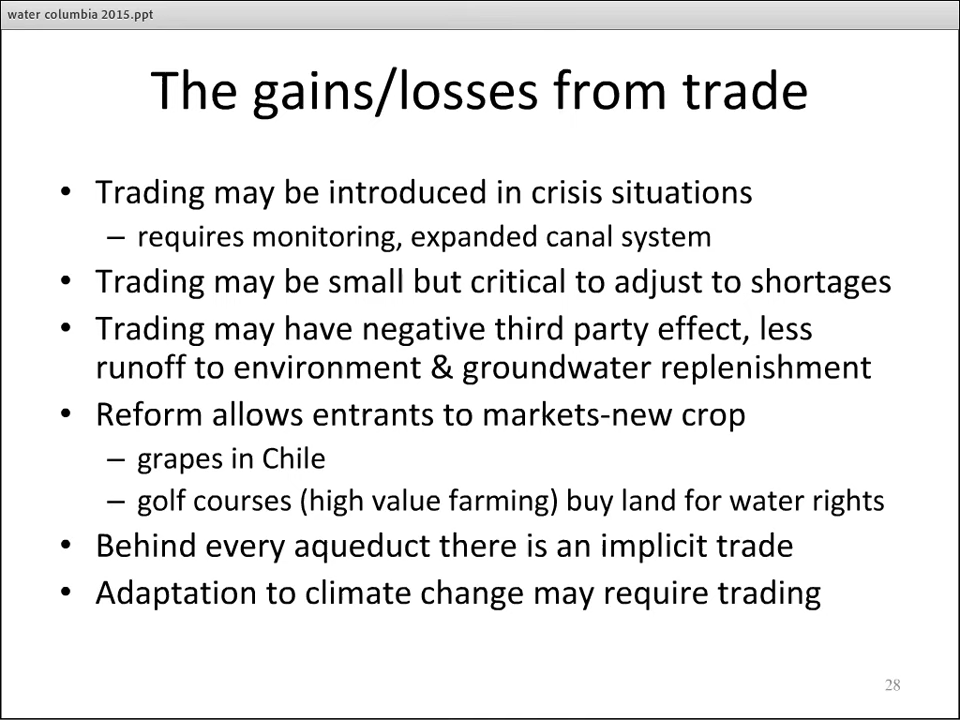 water columbia 2015.ppt
The gains/losses from trade
• Trading may be introduced in crisis situations
– requires monitoring, expanded canal system
• Trading may be small but critical to adjust to shortages
• Trading may have negative third party effect, less
runoff to environment & groundwater replenishment
• Reform allows entrants to markets-new crop
– grapes in Chile
– golf courses (high value farming) buy land for water rights
• Behind every aqueduct there is an implicit trade
• Adaptation to climate change may require trading
28